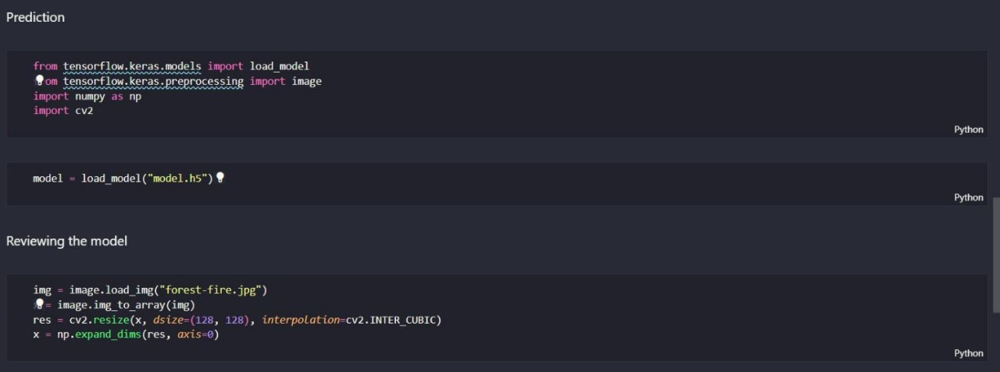 Prediction
from tensorflow.keras.models import load_model
om tensorflow.keras.preprocessing import image
import numpy as np
import cv2
Python
model = load_model("model.h5")
Python
Reviewing the model
img = image.load_img("forest-fire.jpg")
= image.img_to_array(img)
res = cv2.resize(x, dsize=(128, 128), interpolation=cv2.INTER_CUBIC)
x = np.expand_dims(res, axis=0)
Python